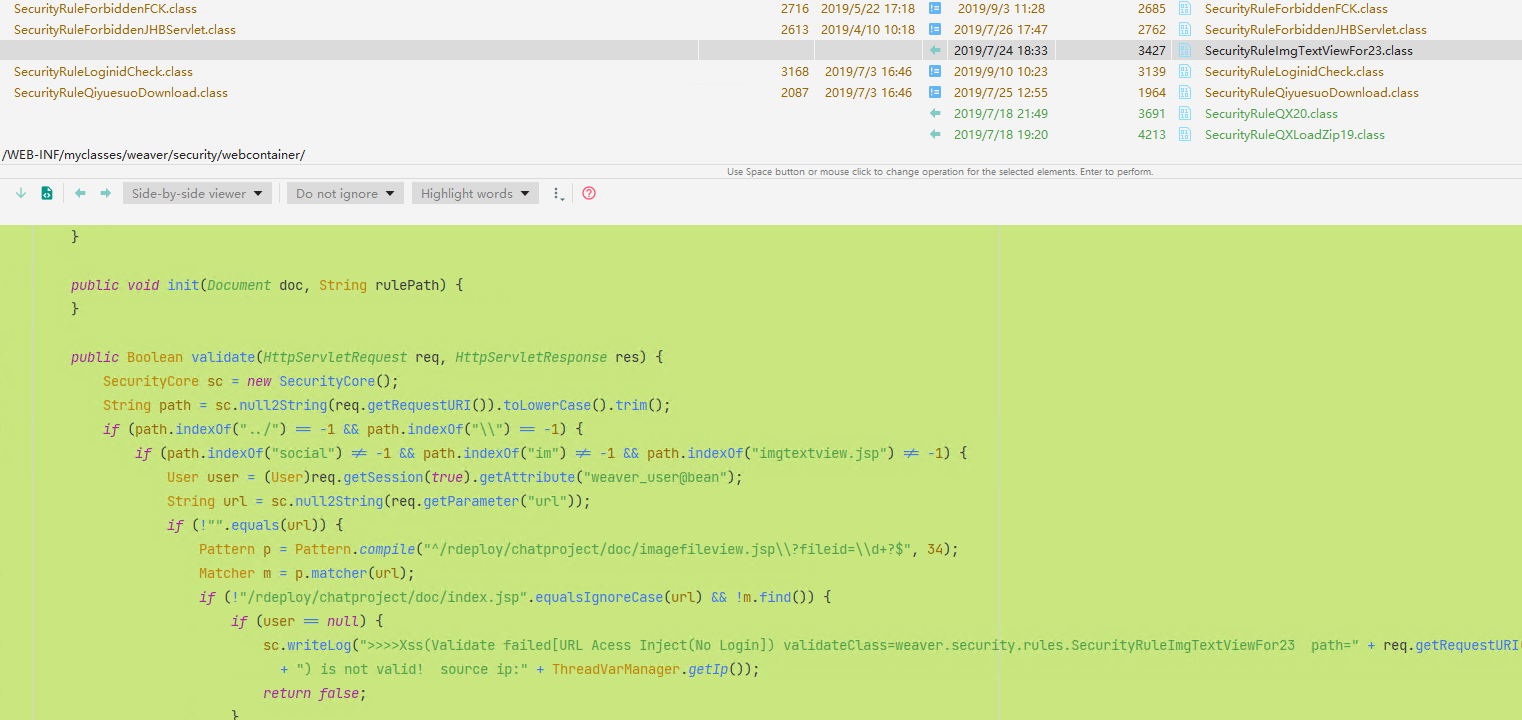 SecurityRuleForbiddenFCK.class 2716 2019/5/22 17:18 2019/9/3 11:28 2685 SecurityRuleForbiddenFCK.class
SecurityRuleForbiddenJHBServlet.class 2613 2019/4/10 10:18 2019/7/26 17:47 2762 SecurityRuleForbiddenJHBServlet.class
2019/7/24 18:33 3427 SecurityRuleImgTextViewFor23.class
SecurityRuleLoginidCheck.class 3168 2019/7/3 16:46 2019/9/10 10:23 3139 SecurityRuleLoginidCheck.class
SecurityRuleQiyuesuoDownload.class 2087 2019/7/3 16:46 2019/7/25 12:55 1964 SecurityRuleQiyuesuoDownload.class
2019/7/18 21:49 3691 SecurityRuleQX20.class
2019/7/18 19:20 4213 SecurityRuleQXLoadZip19.class
/WEB-INF/myclasses/weaver/security/webcontainer/
Use Space button or mouse click to change operation for the selected elements. Enter to perform.
Side-by-side viewer Do not ignore Highlight words
}
public void init(Document doc, String rulePath) {
}
public Boolean validate(HttpServletRequest req, HttpServletResponse res) {
SecurityCore sc = new SecurityCore();
String path = sc.null2String(req.getRequestURI()).toLowerCase().trim();
if (path.indexOf("../") == -1 && path.indexOf("\\") == -1) {
if (path.indexOf("social") != -1 && path.indexOf("im") != -1 && path.indexOf("imgtextview.jsp") != -1) {
User user = (User)req.getSession(true).getAttribute("weaver_user@bean");
String url = sc.null2String(req.getParameter("url"));
if (!"".equals(url)) {
Pattern p = Pattern.compile("^/rdeploy/chatproject/doc/imagefileview.jsp\\?fileid=\\d+?$", 34);
Matcher m = p.matcher(url);
if (!"/rdeploy/chatproject/doc/index.jsp".equalsIgnoreCase(url) && !m.find()) {
if (user == null) {
sc.writeLog(">>>>Xss(Validate failed[URL Acess Inject(No Login]) validateClass=weaver.security.rules.SecurityRuleImgTextViewFor23  path=" + req.getRequestURI(
+ ") is not valid!  source ip:" + ThreadVarManager.getIp());
return false;
}